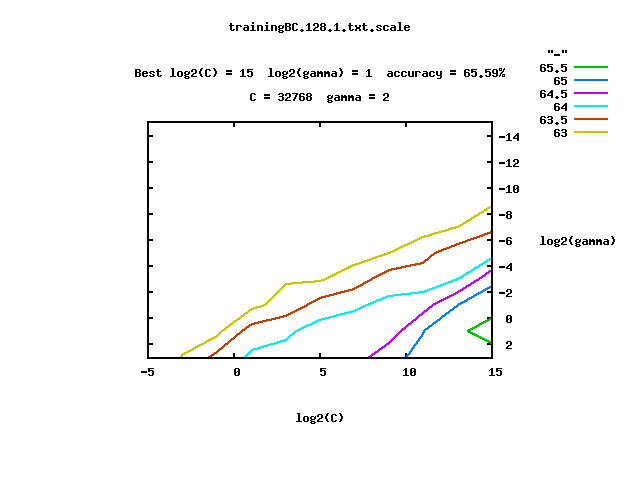 trainingBC.128.1.txt.scale
Best log2(C) = 15  log2(gamma) = 1  accuracy = 65.59%
C = 32768  gamma = 2
"-"
65.5
65
64.5
64
63.5
63
-14
-12
-10
-8
-6
-4
-2
0
2
log2(gamma)
-5 0 5 10 15
log2(C)